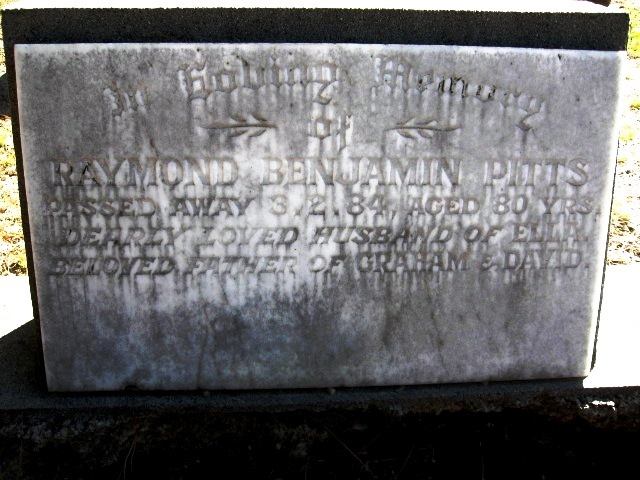 In Loving Memory
of
RAYMOND BENJAMIN PITTS
PASSED AWAY 3. 2. 84, AGED 80 YRS.
DEARLY LOVED HUSBAND OF ELLA.
BELOVED FATHER OF GRAHAM & DAVID.